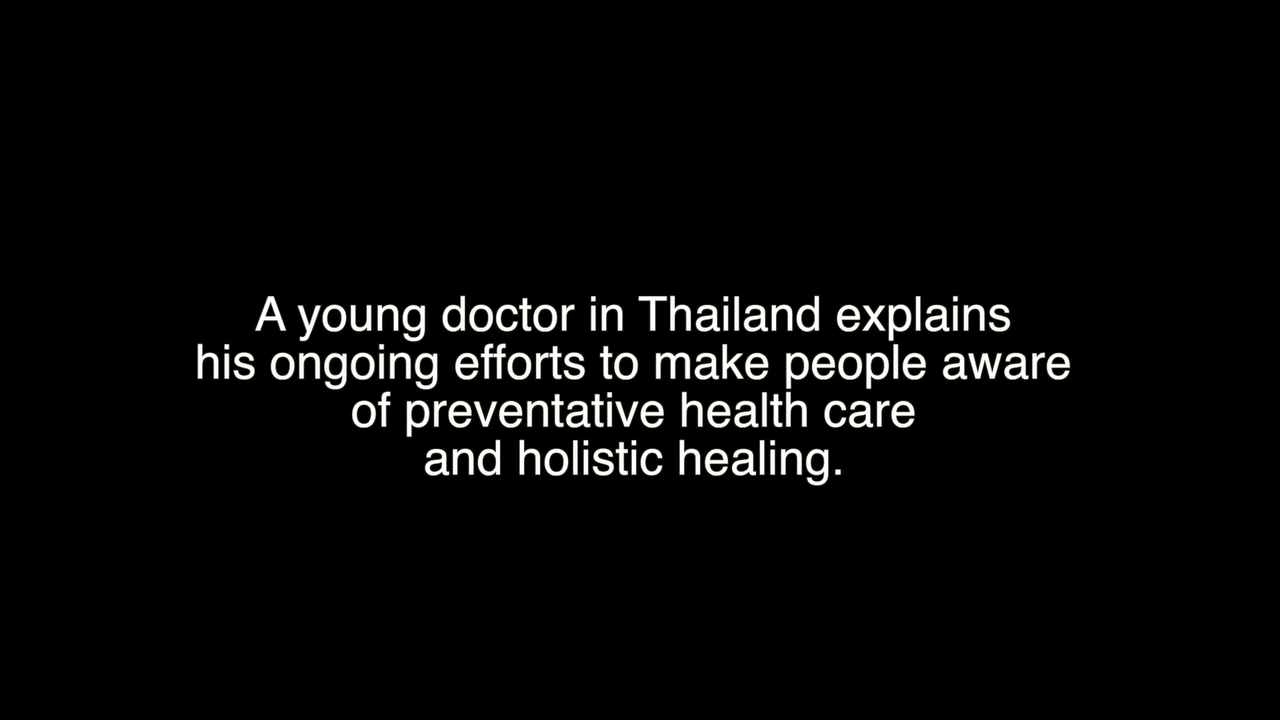 A young doctor in Thailand explains
his ongoing efforts to make people aware
of preventative health care
and holistic healing.